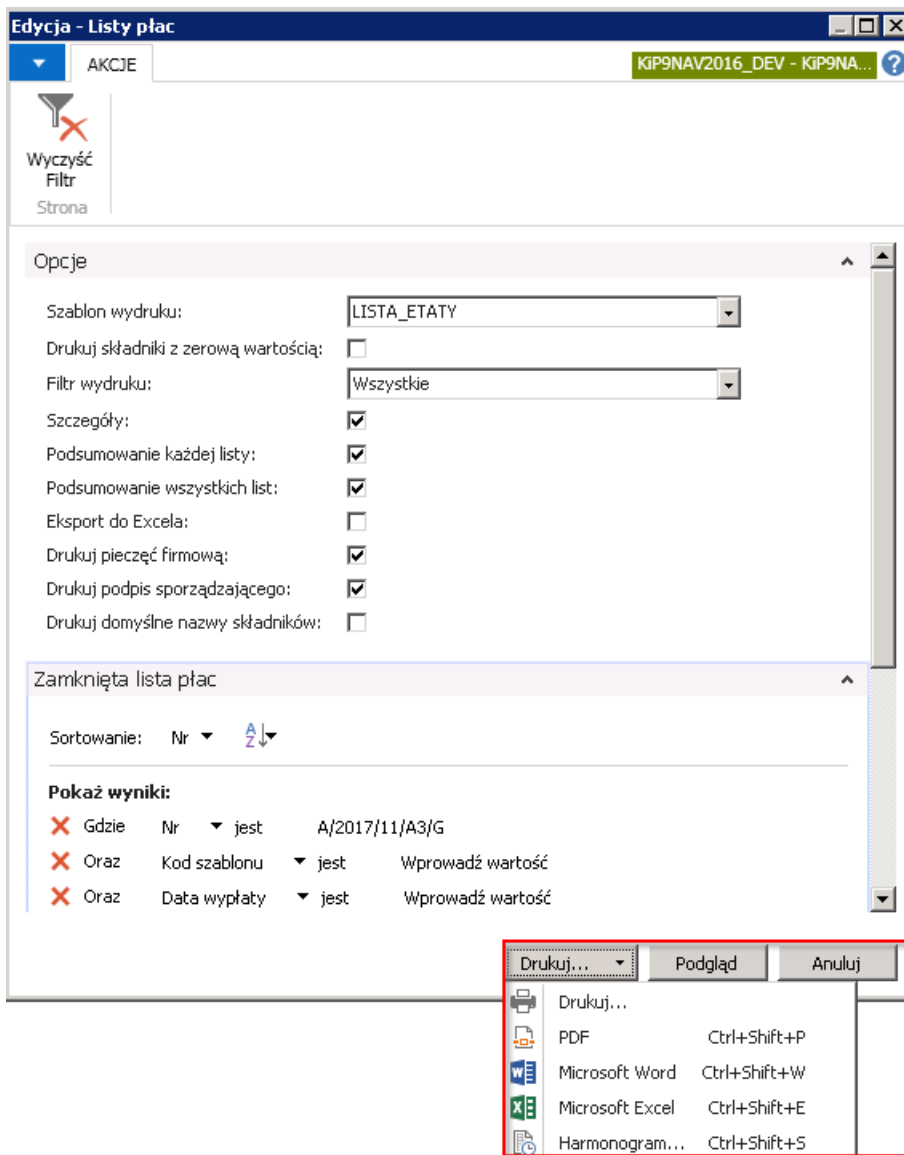 Edycja - Listy płac
AKCJE
KiP9NAV2016_DEV - KiP9NA...
Wyczyść
Filtr
Strona
Opcje
Szablon wydruku: LISTA_ETATY
Drukuj składniki z zerową wartością:
Filtr wydruku: Wszystkie
Szczegóły:
Podsumowanie każdej listy:
Podsumowanie wszystkich list:
Eksport do Excela:
Drukuj pieczęć firmową:
Drukuj podpis sporządzającego:
Drukuj domyślne nazwy składników:
Zamknięta lista płac
Sortowanie: Nr AZ
Pokaż wyniki:
Gdzie Nr jest A/2017/11/A3/G
Oraz Kod szablonu jest Wprowadź wartość
Oraz Data wypłaty jest Wprowadź wartość
Drukuj... Podgląd Anuluj
Drukuj...
PDF Ctrl+Shift+P
Microsoft Word Ctrl+Shift+W
Microsoft Excel Ctrl+Shift+E
Harmonogram... Ctrl+Shift+S